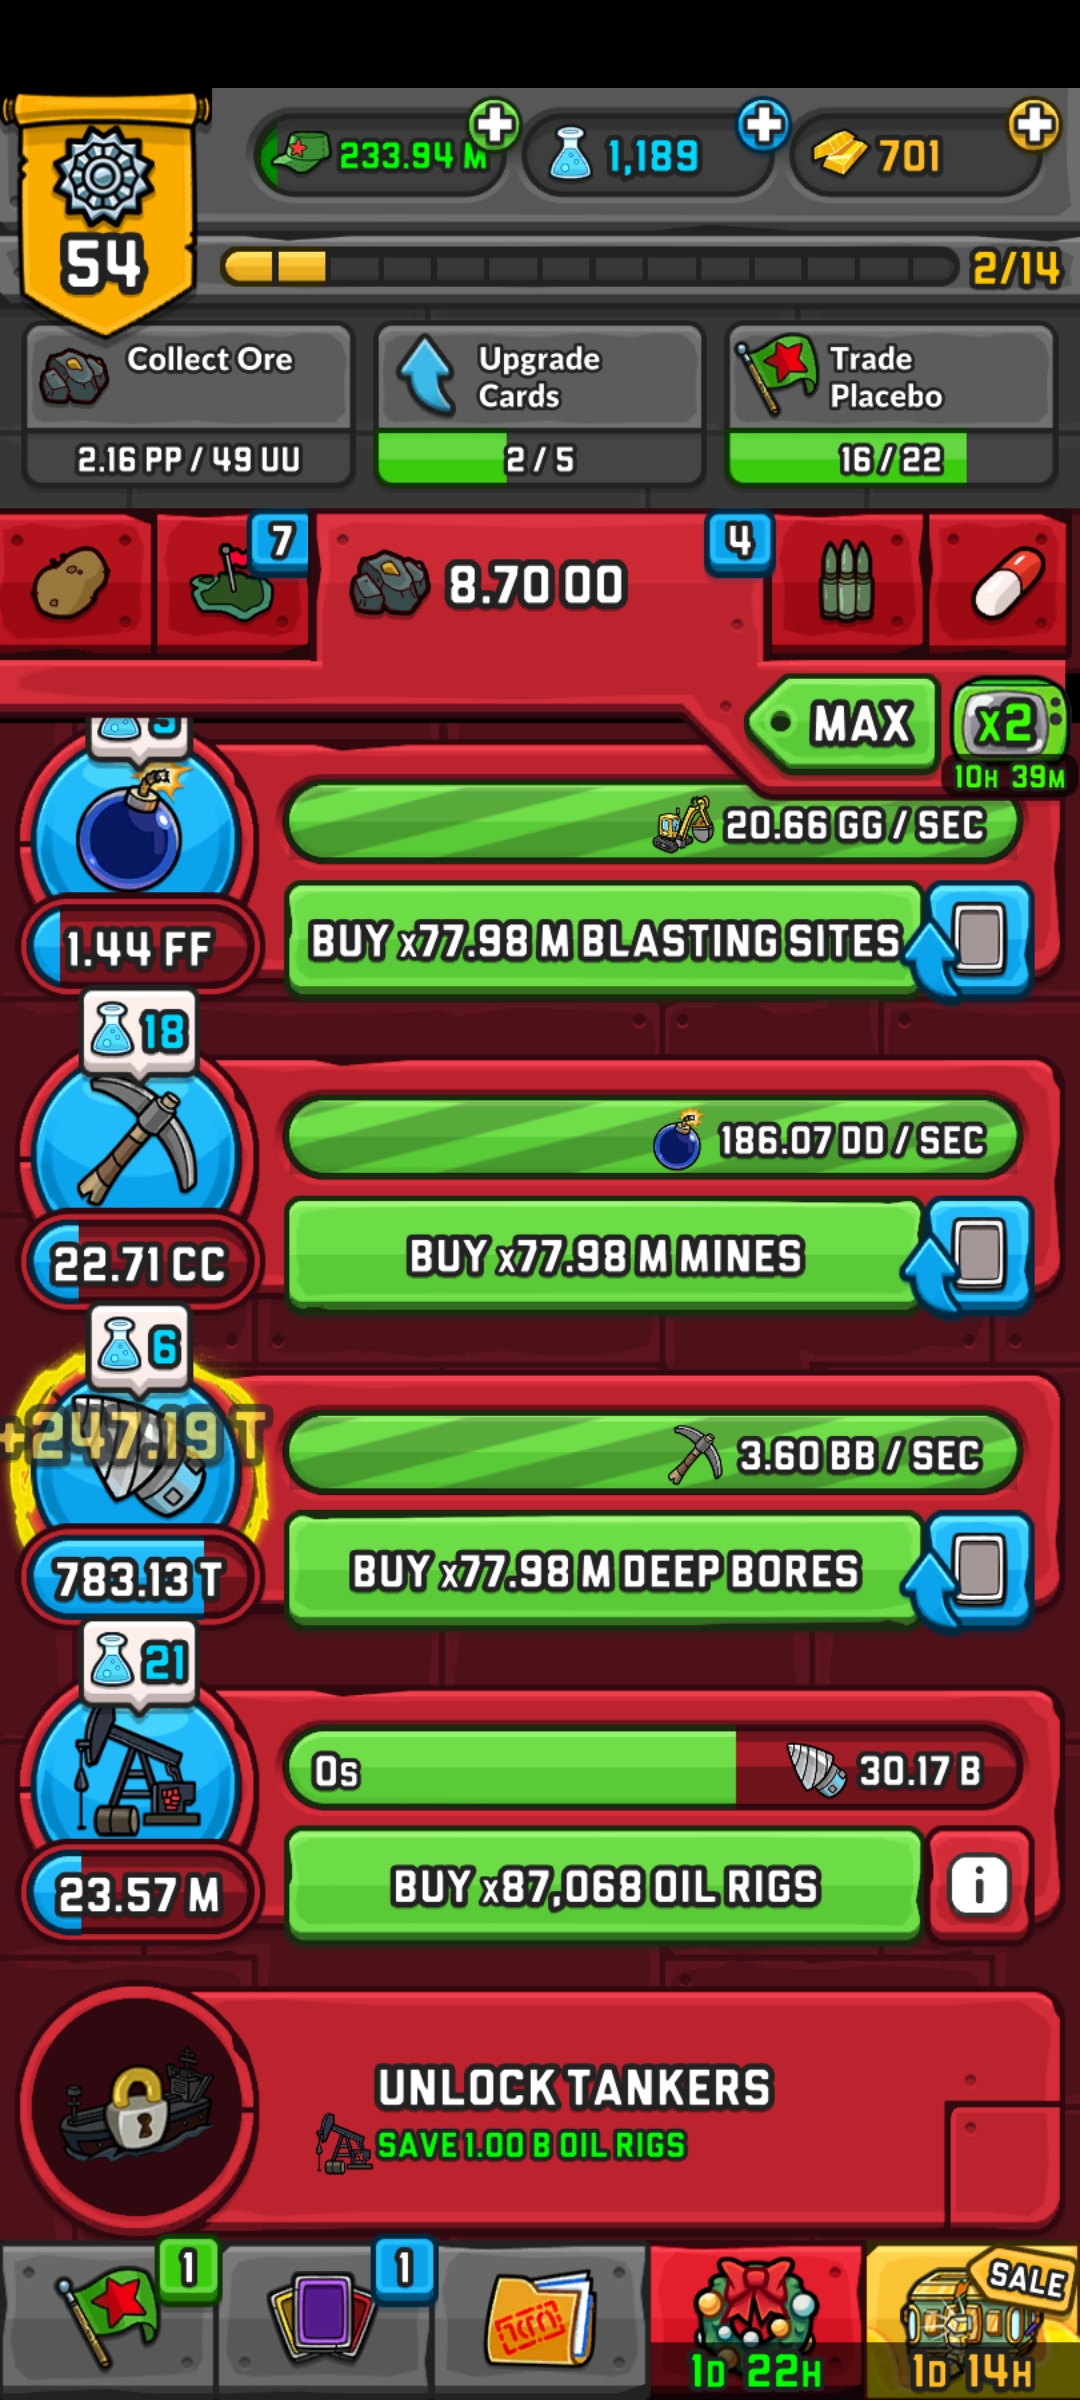 54
233.94 M
1,189
701
2/14
Collect Ore
2.16 PP / 49 UU
Upgrade
Cards
2 / 5
Trade
Placebo
16 / 22
7
8.70 OO
4
MAX
x2
10H 39M
20.66 GG / SEC
BUY x77.98 M BLASTING SITES
1.44 FF
18
186.07 DD / SEC
BUY x77.98 M MINES
22.71 CC
6
+247.19 T
3.60 BB / SEC
BUY x77.98 M DEEP BORES
783.13 T
21
0s
30.17 B
BUY x87,068 OIL RIGS
i
23.57 M
UNLOCK TANKERS
SAVE 1.00 B OIL RIGS
1
1
SALE
1D 22H
1D 14H